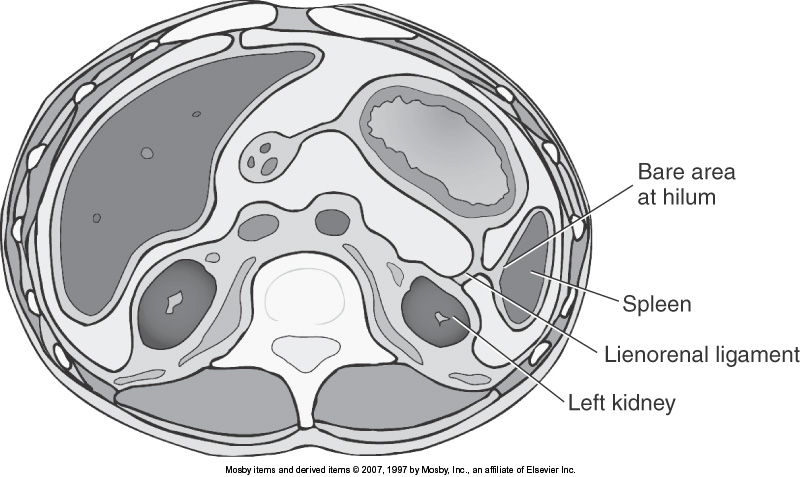 Bare area
at hilum
Spleen
Lienorenal ligament
Left kidney
Mosby items and derived items © 2007, 1997 by Mosby, Inc., an affiliate of Elsevier Inc.